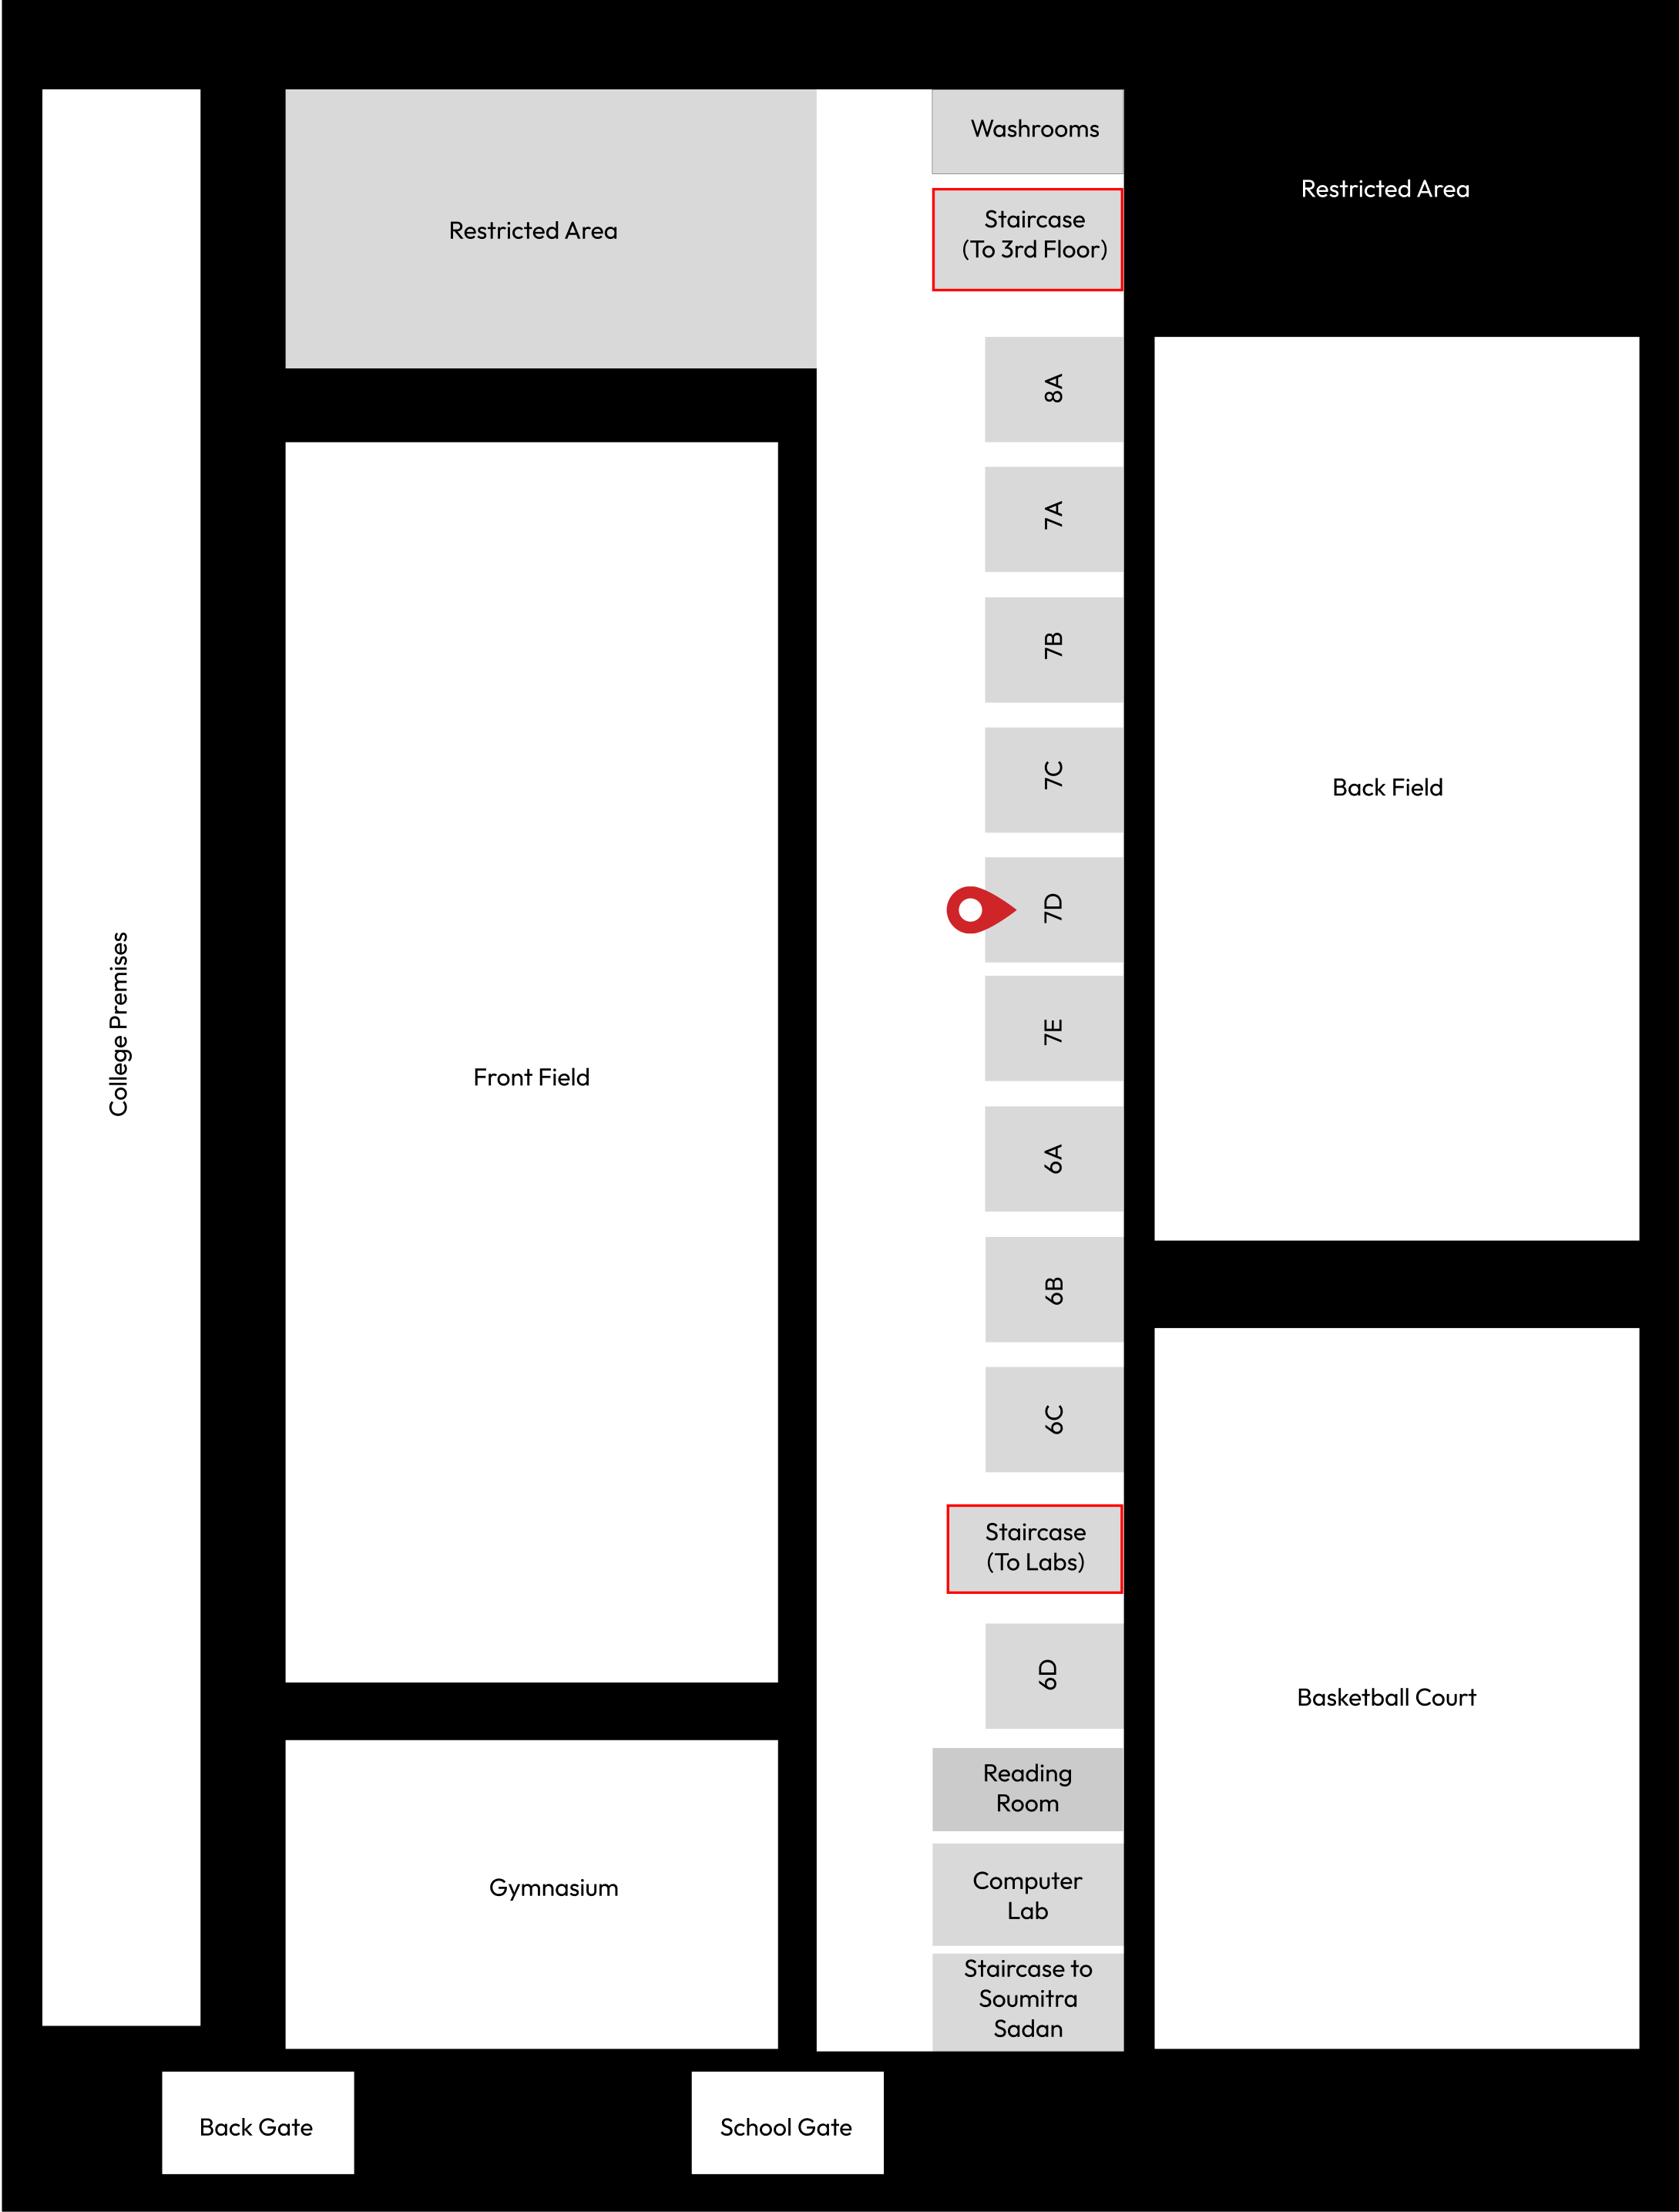 Washrooms
Restricted Area
Staircase
(To 3rd Floor)
Restricted Area
8A
7A
7B
7C
Back Field
7D
College Premises
7E
Front Field
6A
6B
6C
Staircase
(To Labs)
6D
Basketball Court
Reading
Room
Gymnasium
Computer
Lab
Staircase to
Soumitra
Sadan
Back Gate
School Gate